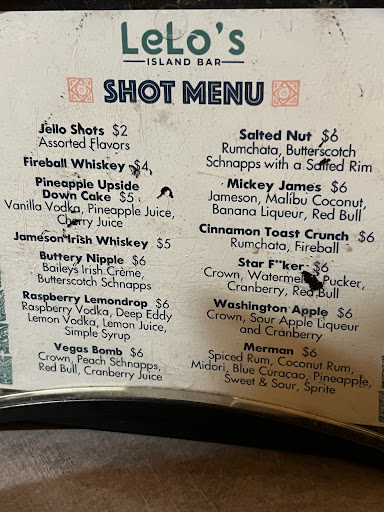 LeLo's
ISLAND BAR
SHOT MENU
Jello Shots $2
Assorted Flavors
Fireball Whiskey $4
Pineapple Upside
Down Cake $5
Vanilla Vodka, Pineapple Juice,
Cherry Juice
Jameson Irish Whiskey $5
Buttery Nipple $6
Baileys Irish Crème,
Butterscotch Schnapps
Raspberry Lemondrop $6
Raspberry Vodka, Deep Eddy
Lemon Vodka, Lemon Juice,
Simple Syrup
Vegas Bomb $6
Crown, Peach Schnapps,
Red Bull, Cranberry Juice
Salted Nut $6
Rumchata, Butterscotch
Schnapps with a Salted Rim
Mickey James $6
Jameson, Malibu Coconut,
Banana Liqueur, Red Bull
Cinnamon Toast Crunch $6
Rumchata, Fireball
Star F**ker $6
Crown, Watermelon Pucker,
Cranberry, Red Bull
Washington Apple $6
Crown, Sour Apple Liqueur
and Cranberry
Merman $6
Spiced Rum, Coconut Rum,
Midori, Blue Curaçao, Pineapple,
Sweet & Sour, Sprite